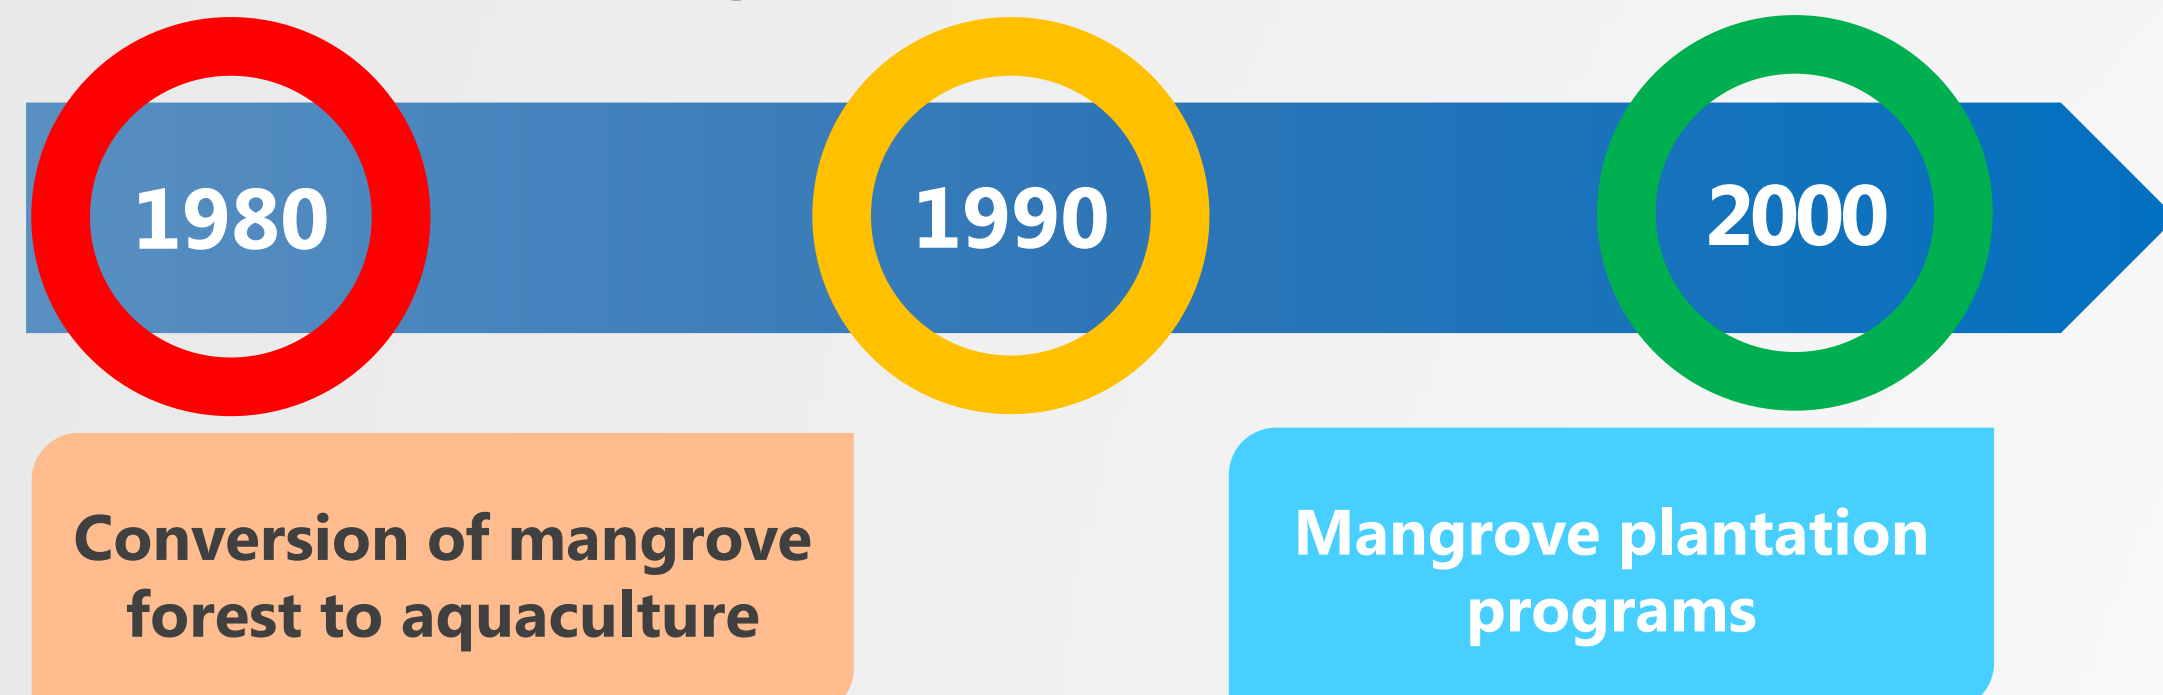 1980
1990
2000
Conversion of mangrove
forest to aquaculture
Mangrove plantation
programs